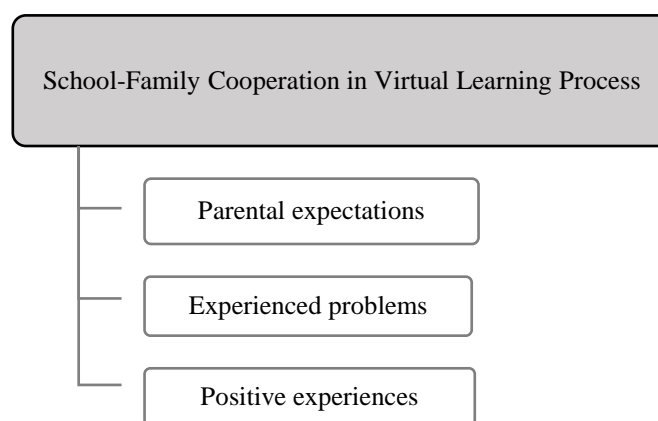 School-Family Cooperation in Virtual Learning Process
Parental expectations
Experienced problems
Positive experiences